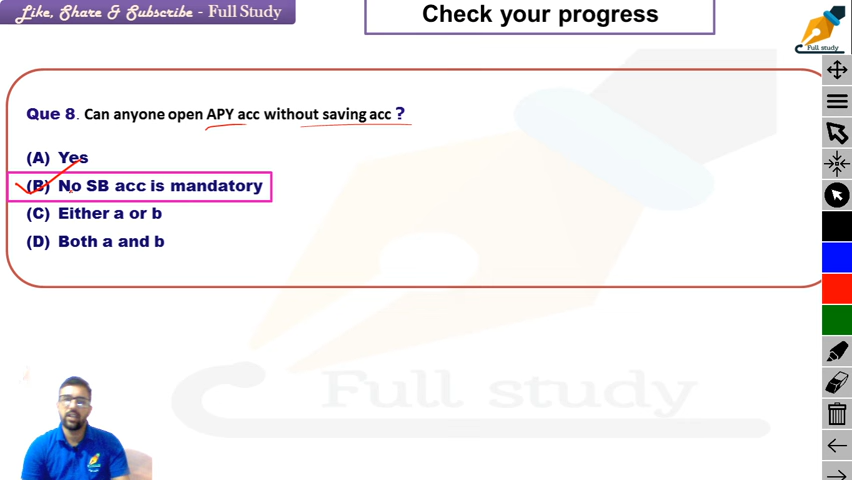 Like, Share & Subscribe - Full Study
Check your progress
Full study
Que 8. Can anyone open APY acc without saving acc ?
(A) Yes
(B) No SB acc is mandatory
(C) Either a or b
(D) Both a and b
Full study